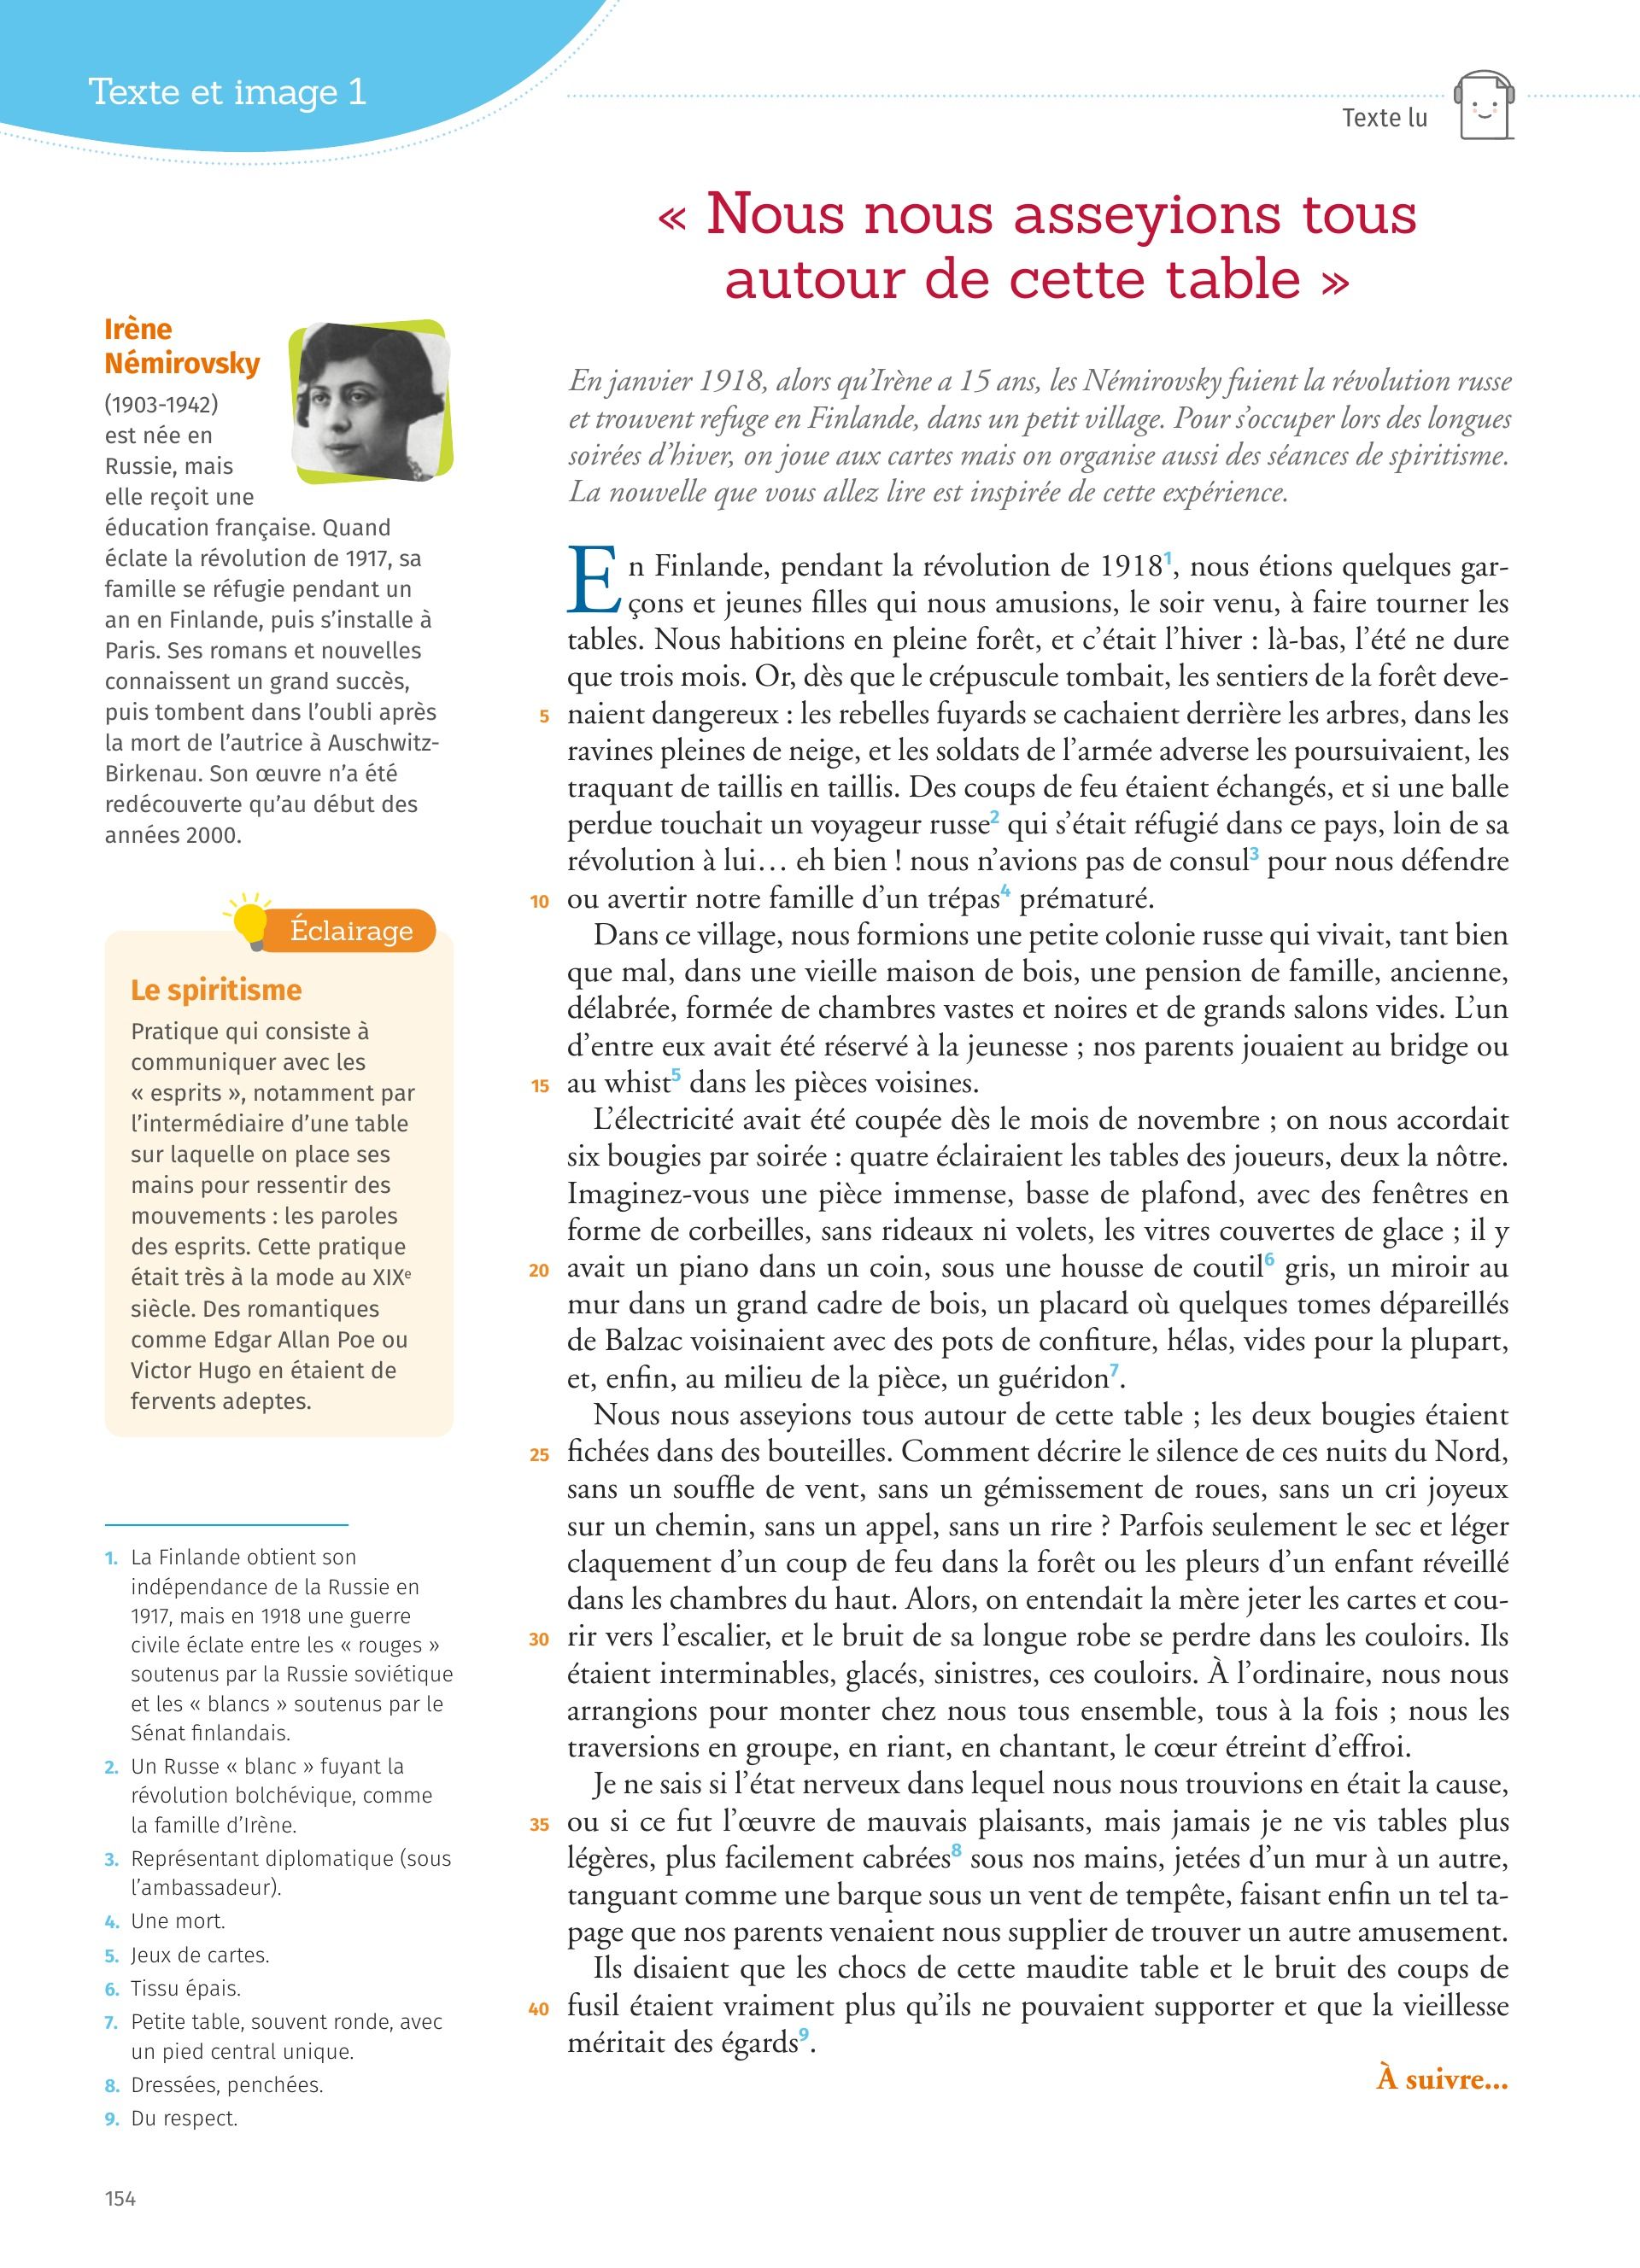 Texte et image 1
Texte lu
« Nous nous asseyions tous
autour de cette table »
Irène
Némirovsky
(1903-1942)
est née en
Russie, mais
elle reçoit une
éducation française. Quand
éclate la révolution de 1917, sa
famille se réfugie pendant un
an en Finlande, puis s’installe à
Paris. Ses romans et nouvelles
connaissent un grand succès,
puis tombent dans l’oubli après
la mort de l’autrice à Auschwitz-
Birkenau. Son œuvre n’a été
redécouverte qu’au début des
années 2000.
Éclairage
Le spiritisme
Pratique qui consiste à
communiquer avec les
« esprits », notamment par
l’intermédiaire d’une table
sur laquelle on place ses
mains pour ressentir des
mouvements : les paroles
des esprits. Cette pratique
était très à la mode au XIXe
siècle. Des romantiques
comme Edgar Allan Poe ou
Victor Hugo en étaient de
fervents adeptes.
1. La Finlande obtient son
indépendance de la Russie en
1917, mais en 1918 une guerre
civile éclate entre les « rouges »
soutenus par la Russie soviétique
et les « blancs » soutenus par le
Sénat finlandais.
2. Un Russe « blanc » fuyant la
révolution bolchévique, comme
la famille d’Irène.
3. Représentant diplomatique (sous
l’ambassadeur).
4. Une mort.
5. Jeux de cartes.
6. Tissu épais.
7. Petite table, souvent ronde, avec
un pied central unique.
8. Dressées, penchées.
9. Du respect.
En janvier 1918, alors qu’Irène a 15 ans, les Némirovsky fuient la révolution russe
et trouvent refuge en Finlande, dans un petit village. Pour s’occuper lors des longues
soirées d’hiver, on joue aux cartes mais on organise aussi des séances de spiritisme.
La nouvelle que vous allez lire est inspirée de cette expérience.
En Finlande, pendant la révolution de 19181, nous étions quelques gar-
çons et jeunes filles qui nous amusions, le soir venu, à faire tourner les
tables. Nous habitions en pleine forêt, et c’était l’hiver : là-bas, l’été ne dure
que trois mois. Or, dès que le crépuscule tombait, les sentiers de la forêt deve-
5 naient dangereux : les rebelles fuyards se cachaient derrière les arbres, dans les
ravines pleines de neige, et les soldats de l’armée adverse les poursuivaient, les
traquant de taillis en taillis. Des coups de feu étaient échangés, et si une balle
perdue touchait un voyageur russe2 qui s’était réfugié dans ce pays, loin de sa
révolution à lui… eh bien ! nous n’avions pas de consul3 pour nous défendre
10 ou avertir notre famille d’un trépas4 prématuré.
Dans ce village, nous formions une petite colonie russe qui vivait, tant bien
que mal, dans une vieille maison de bois, une pension de famille, ancienne,
délabrée, formée de chambres vastes et noires et de grands salons vides. L’un
d’entre eux avait été réservé à la jeunesse ; nos parents jouaient au bridge ou
15 au whist5 dans les pièces voisines.
L’électricité avait été coupée dès le mois de novembre ; on nous accordait
six bougies par soirée : quatre éclairaient les tables des joueurs, deux la nôtre.
Imaginez-vous une pièce immense, basse de plafond, avec des fenêtres en
forme de corbeilles, sans rideaux ni volets, les vitres couvertes de glace ; il y
20 avait un piano dans un coin, sous une housse de coutil6 gris, un miroir au
mur dans un grand cadre de bois, un placard où quelques tomes dépareillés
de Balzac voisinaient avec des pots de confiture, hélas, vides pour la plupart,
et, enfin, au milieu de la pièce, un guéridon7.
Nous nous asseyions tous autour de cette table ; les deux bougies étaient
25 fichées dans des bouteilles. Comment décrire le silence de ces nuits du Nord,
sans un souffle de vent, sans un gémissement de roues, sans un cri joyeux
sur un chemin, sans un appel, sans un rire ? Parfois seulement le sec et léger
claquement d’un coup de feu dans la forêt ou les pleurs d’un enfant réveillé
dans les chambres du haut. Alors, on entendait la mère jeter les cartes et cou-
30 rir vers l’escalier, et le bruit de sa longue robe se perdre dans les couloirs. Ils
étaient interminables, glacés, sinistres, ces couloirs. À l’ordinaire, nous nous
arrangions pour monter chez nous tous ensemble, tous à la fois ; nous les
traversions en groupe, en riant, en chantant, le cœur étreint d’effroi.
Je ne sais si l’état nerveux dans lequel nous nous trouvions en était la cause,
35 ou si ce fut l’œuvre de mauvais plaisants, mais jamais je ne vis tables plus
légères, plus facilement cabrées8 sous nos mains, jetées d’un mur à un autre,
tanguant comme une barque sous un vent de tempête, faisant enfin un tel ta-
page que nos parents venaient nous supplier de trouver un autre amusement.
Ils disaient que les chocs de cette maudite table et le bruit des coups de
40 fusil étaient vraiment plus qu’ils ne pouvaient supporter et que la vieillesse
méritait des égards9.
À suivre...
154